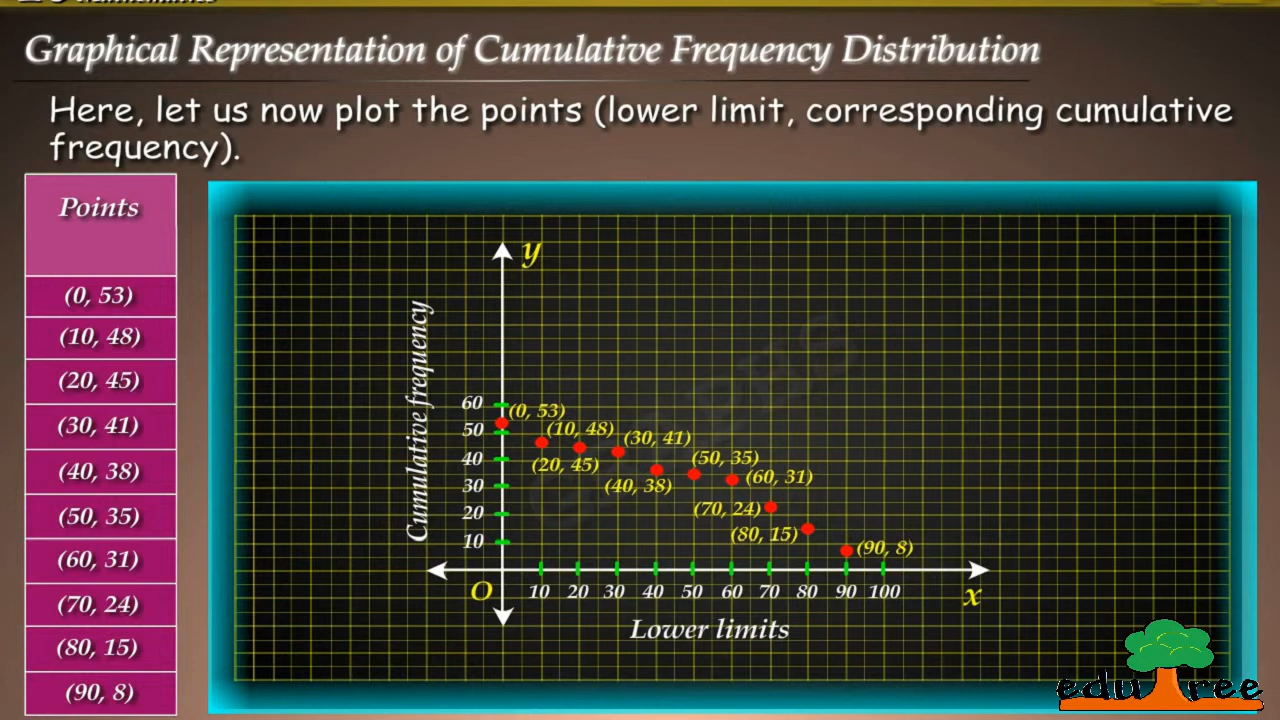 Graphical Representation of Cumulative Frequency Distribution
Here, let us now plot the points (lower limit, corresponding cumulative
frequency).
Points
(0, 53)
(10, 48)
(20, 45)
(30, 41)
(40, 38)
(50, 35)
(60, 31)
(70, 24)
(80, 15)
(90, 8)
y
Cumulative frequency
60
50
40
30
20
10
(0, 53)
(10, 48)
(30, 41)
(20, 45)
(50, 35)
(40, 38)
(60, 31)
(70, 24)
(80, 15)
(90, 8)
O
10 20 30 40 50 60 70 80 90 100
x
Lower limits
edu ree